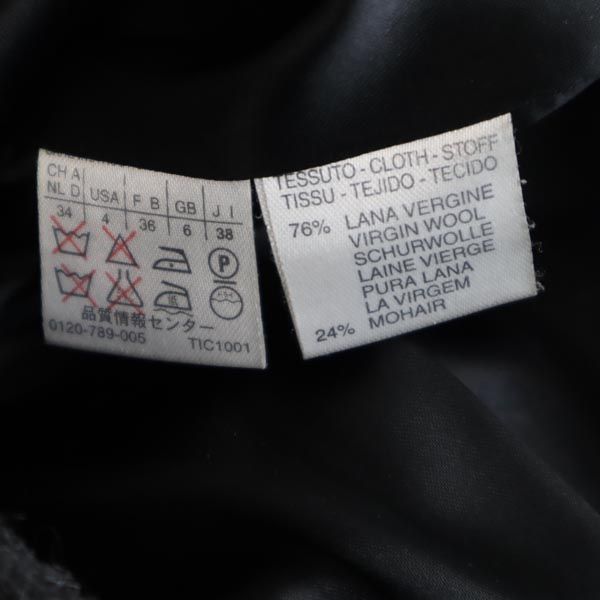 CH A
NL D USA F B GB J I
34 4 36 6 38
P
品質情報センター
0120-789-005 TIC1001
TESSUTO - CLOTH - STOFF
TISSU - TEJIDO - TECIDO
76% LANA VERGINE
VIRGIN WOOL
SCHURWOLLE
LAINE VIERGE
PURA LANA
LA VIRGEM
24% MOHAIR